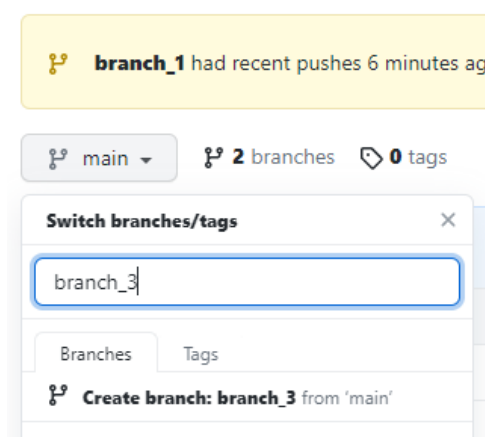 branch_1 had recent pushes 6 minutes ag
main 2 branches 0 tags
Switch branches/tags
branch_3
Branches Tags
Create branch: branch_3 from 'main'